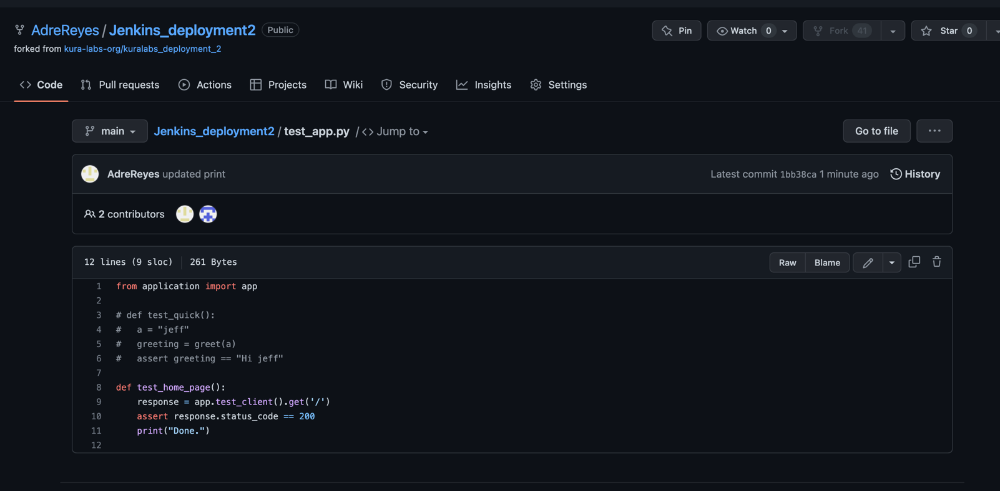 AdreReyes / Jenkins_deployment2 Public
Pin Watch 0 Fork 41 Star 0
forked from kura-labs-org/kuralabs_deployment_2
Code Pull requests Actions Projects Wiki Security Insights Settings
main Jenkins_deployment2 / test_app.py / <> Jump to Go to file ...
AdreReyes updated print Latest commit 1bb38ca 1 minute ago History
2 contributors
12 lines (9 sloc) 261 Bytes Raw Blame
1 from application import app
2
3 # def test_quick():
4 #   a = "jeff"
5 #   greeting = greet(a)
6 #   assert greeting == "Hi jeff"
7
8 def test_home_page():
9     response = app.test_client().get('/')
10     assert response.status_code == 200
11     print("Done.")
12